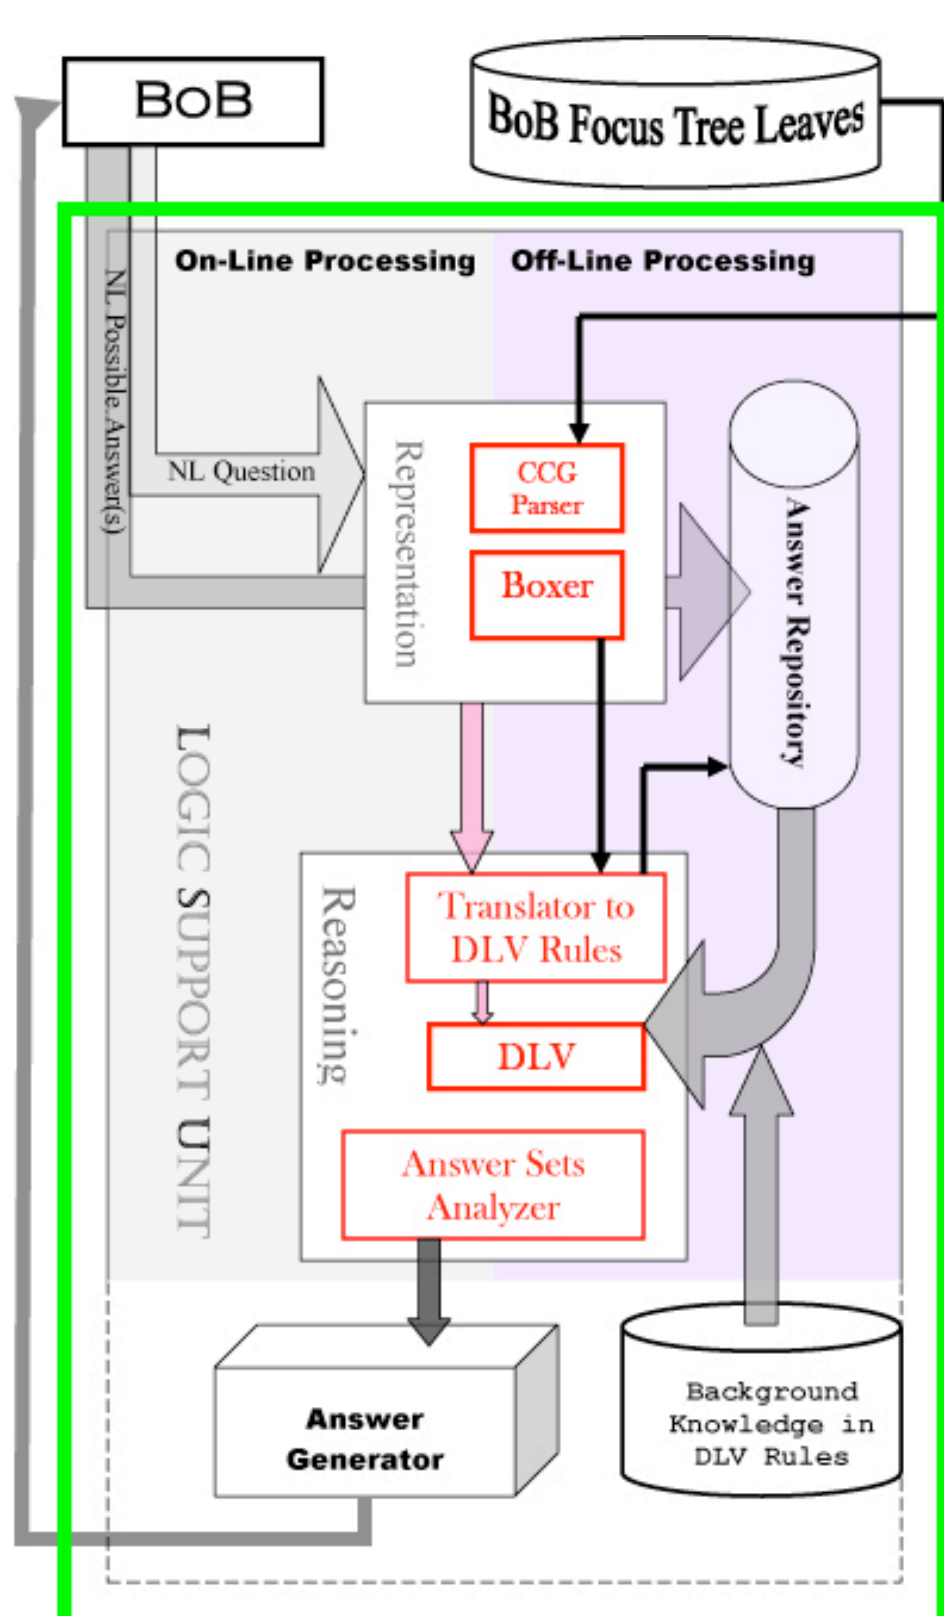 BoB
BoB Focus Tree Leaves
On-Line Processing
Off-Line Processing
NL Possible.Answer(s)
NL Question
Representation
CCG
Parser
Boxer
Answer Repository
LOGIC SUPPORT UNIT
Reasoning
Translator to
DLV Rules
DLV
Answer Sets
Analyzer
Answer
Generator
Background
Knowledge in
DLV Rules